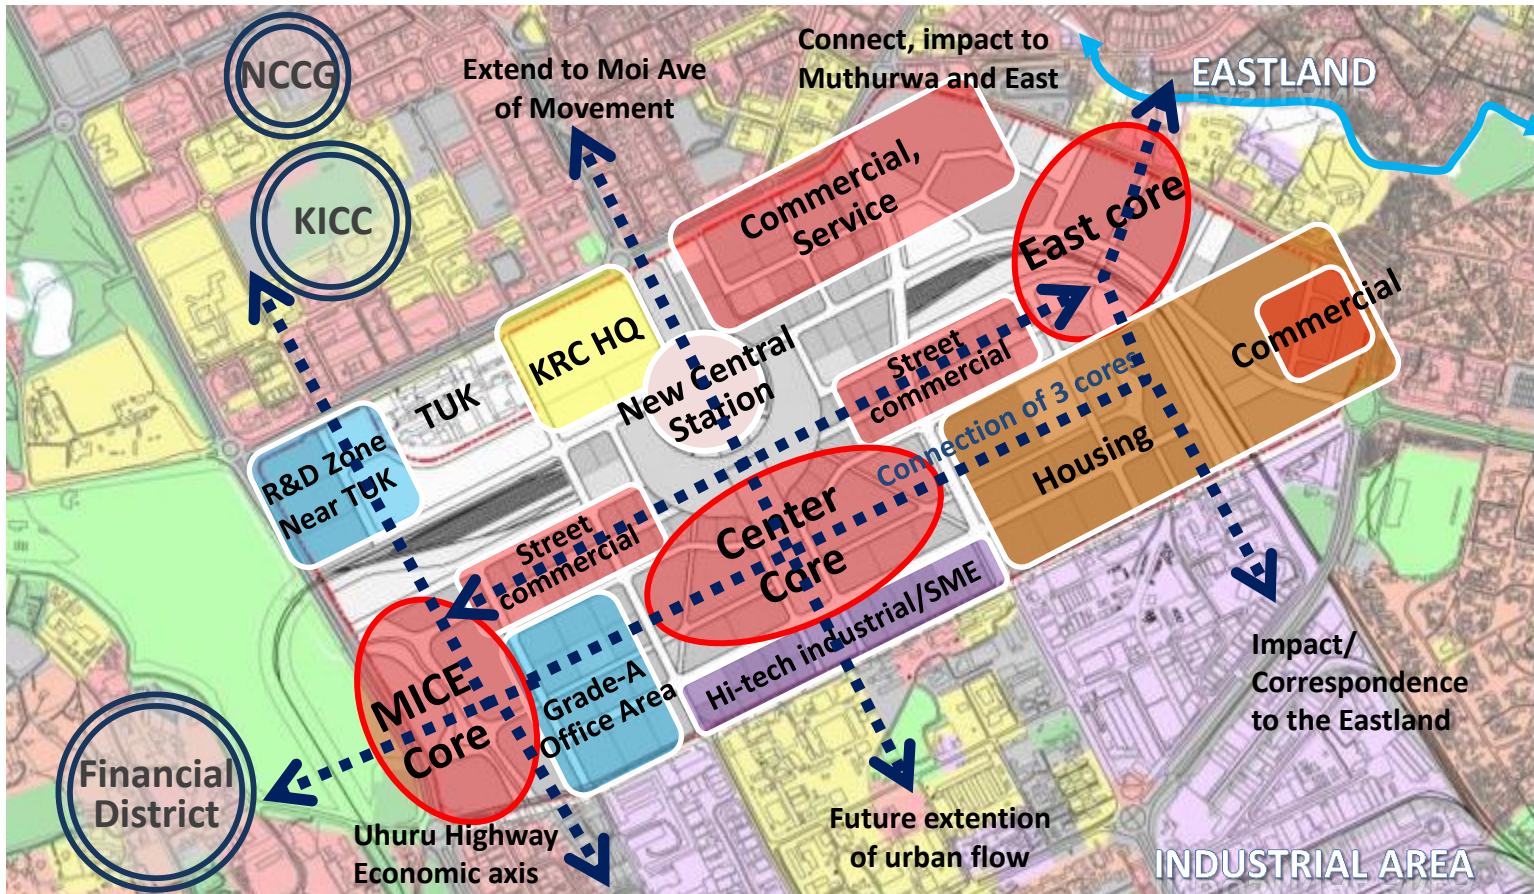 NCCG
KICC
Extend to Moi Ave
of Movement
Connect, impact to
Muthurwa and East
EASTLAND
Commercial,
Service
East core
KRC HQ
New Central
Station
TUK
R&D Zone
Near TUK
Street
commercial
Commercial
Connection of 3 cores
Housing
Street
commercial
Center
Core
Hi-tech industrial/SME
MICE
Core
Grade-A
Office Area
Financial
District
Uhuru Highway
Economic axis
Future extention
of urban flow
Impact/
Correspondence
to the Eastland
INDUSTRIAL AREA